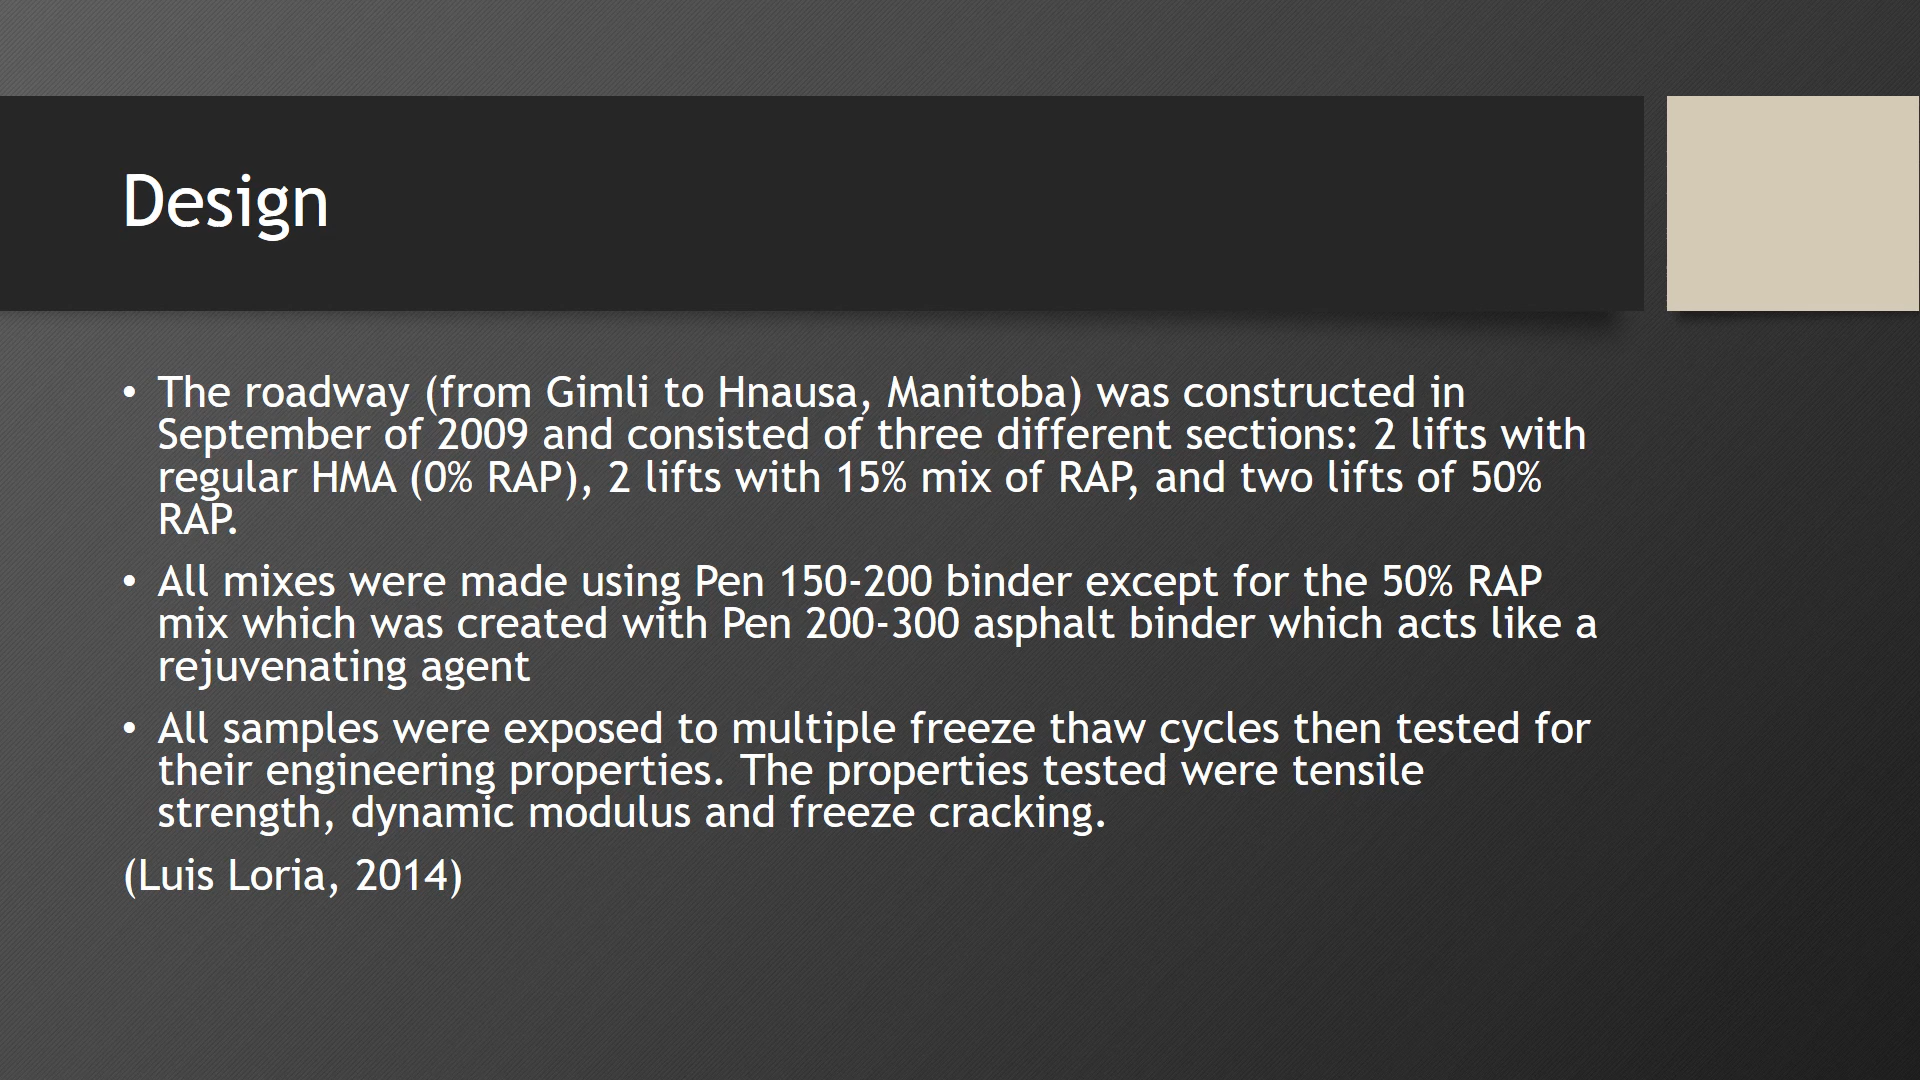 Design
• The roadway (from Gimli to Hnausa, Manitoba) was constructed in
September of 2009 and consisted of three different sections: 2 lifts with
regular HMA (0% RAP), 2 lifts with 15% mix of RAP, and two lifts of 50%
RAP.
• All mixes were made using Pen 150-200 binder except for the 50% RAP
mix which was created with Pen 200-300 asphalt binder which acts like a
rejuvenating agent
• All samples were exposed to multiple freeze thaw cycles then tested for
their engineering properties. The properties tested were tensile
strength, dynamic modulus and freeze cracking.
(Luis Loria, 2014)